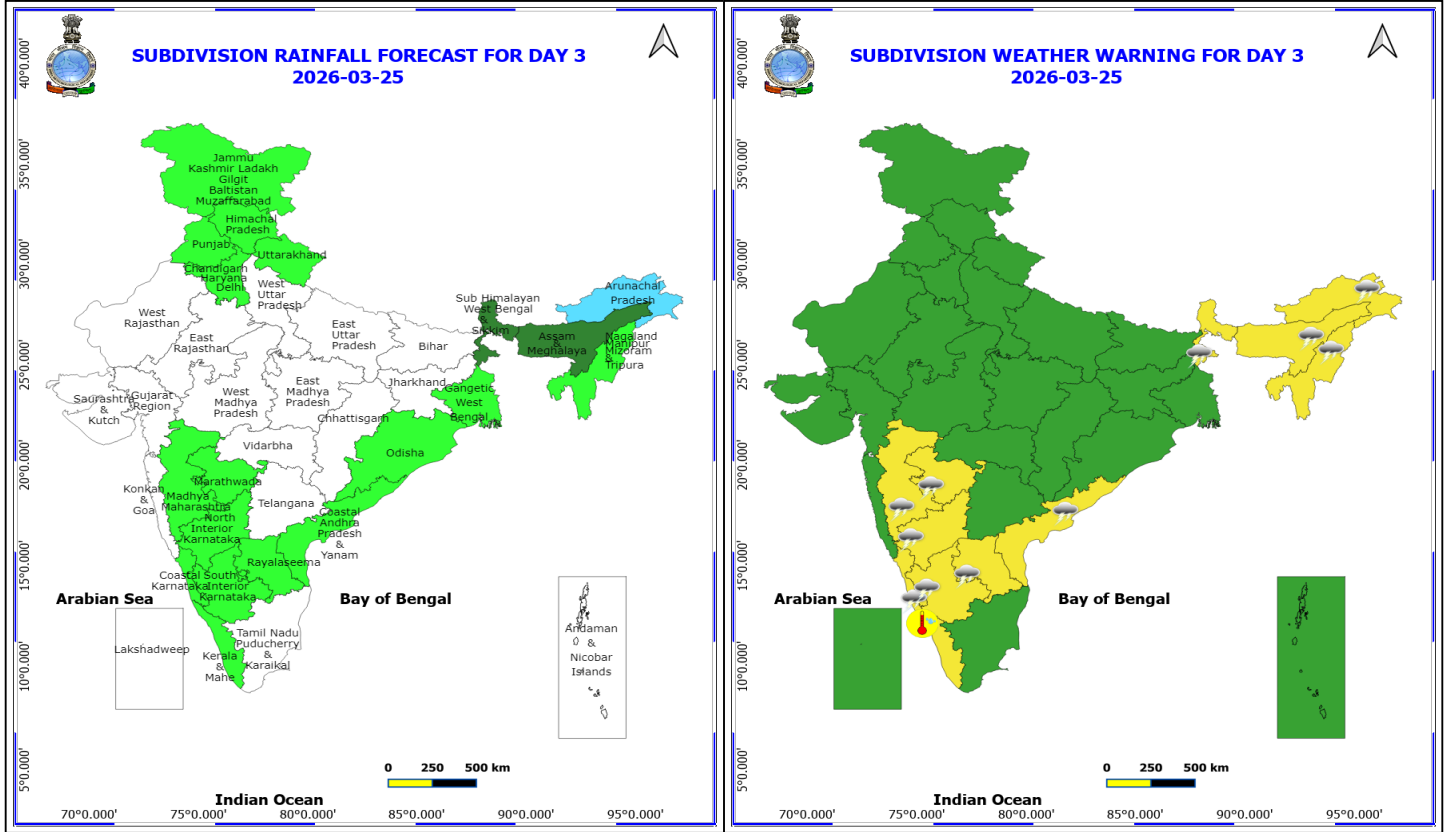 SUBDIVISION RAINFALL FORECAST FOR DAY 3
2026-03-25
40°0.000'
35°0.000'
30°0.000'
25°0.000'
20°0.000'
15°0.000'
10°0.000'
5°0.000'
Jammu
Kashmir Ladakh
Gilgit
Baltistan
Muzaffarabad
Himachal
Pradesh
Punjab
Uttarakhand
Chandigarh
Haryana
Delhi
West
Uttar
Pradesh
Arunachal
Pradesh
Sub Himalayan
West Bengal
&
Sikkim
West
Rajasthan
East
Rajasthan
East
Uttar
Pradesh
Bihar
Assam
&
Meghalaya
Nagaland
Manipur
Mizoram
&
Tripura
Saurashtra
&
Kutch
Gujarat
Region
West
Madhya
Pradesh
East
Madhya
Pradesh
Jharkhand
Gangetic
West
Bengal
Chhattisgarh
Vidarbha
Odisha
Konkan
&
Goa
Marathwada
Madhya
Maharashtra
Telangana
North
Interior
Karnataka
Coastal
Andhra
Pradesh
&
Yanam
Rayalaseema
Coastal
Karnataka
South
Interior
Karnataka
Arabian Sea
Bay of Bengal
Lakshadweep
Kerala
&
Mahe
Tamil Nadu
Puducherry
&
Karaikal
Andaman
&
Nicobar
Islands
0 250 500 km
Indian Ocean
70°0.000' 75°0.000' 80°0.000' 85°0.000' 90°0.000' 95°0.000'
SUBDIVISION WEATHER WARNING FOR DAY 3
2026-03-25
40°0.000'
35°0.000'
30°0.000'
25°0.000'
20°0.000'
15°0.000'
10°0.000'
5°0.000'
Arabian Sea
Bay of Bengal
0 250 500 km
Indian Ocean
70°0.000' 75°0.000' 80°0.000' 85°0.000' 90°0.000' 95°0.000'